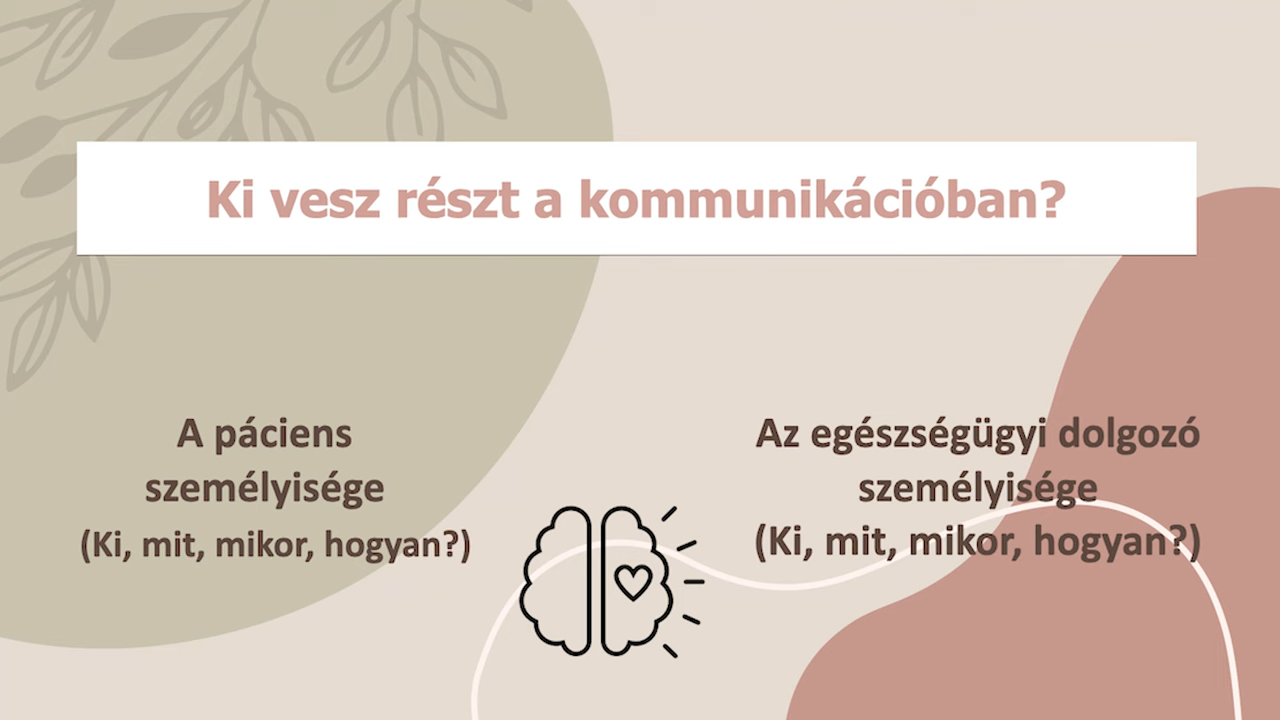 Ki vesz részt a kommunikációban?
A páciens
személyisége
(Ki, mit, mikor, hogyan?)
Az egészségügyi dolgozó
személyisége
(Ki, mit, mikor, hogyan?)